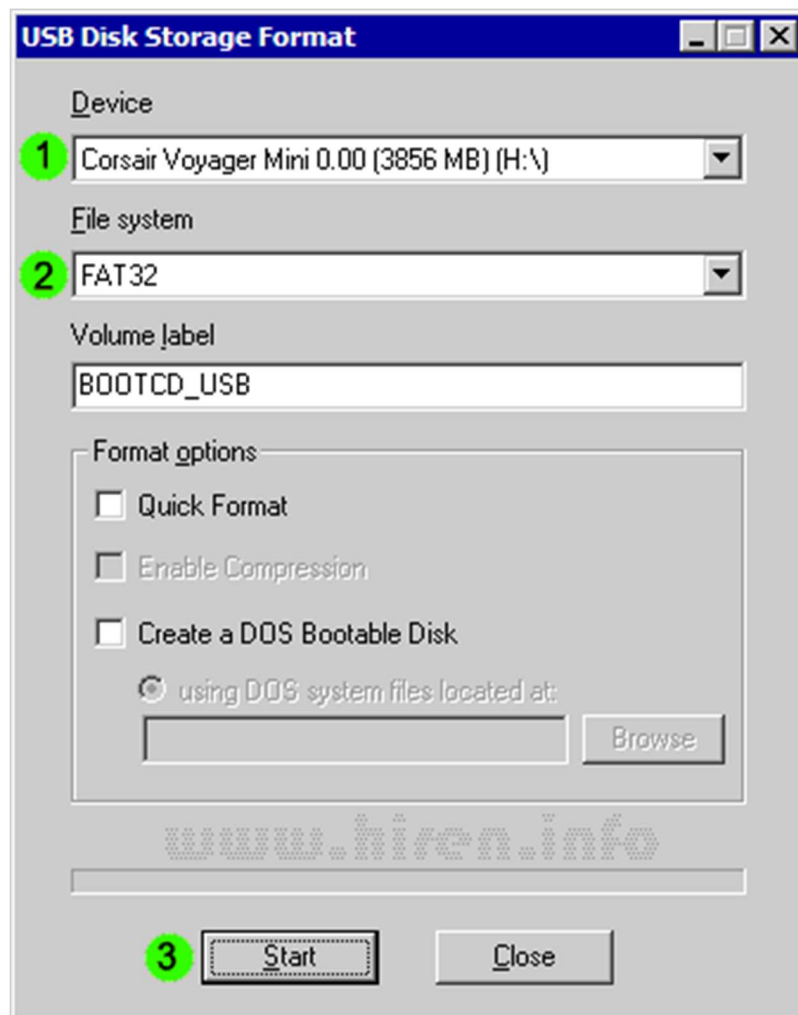 USB Disk Storage Format
Device
1 Corsair Voyager Mini 0.00 (3856 MB) (H:\)
File system
2 FAT32
Volume label
BOOTCD_USB
Format options
Quick Format
Enable Compression
Create a DOS Bootable Disk
using DOS system files located at:
Browse
www.hiren.info
3 Start Close